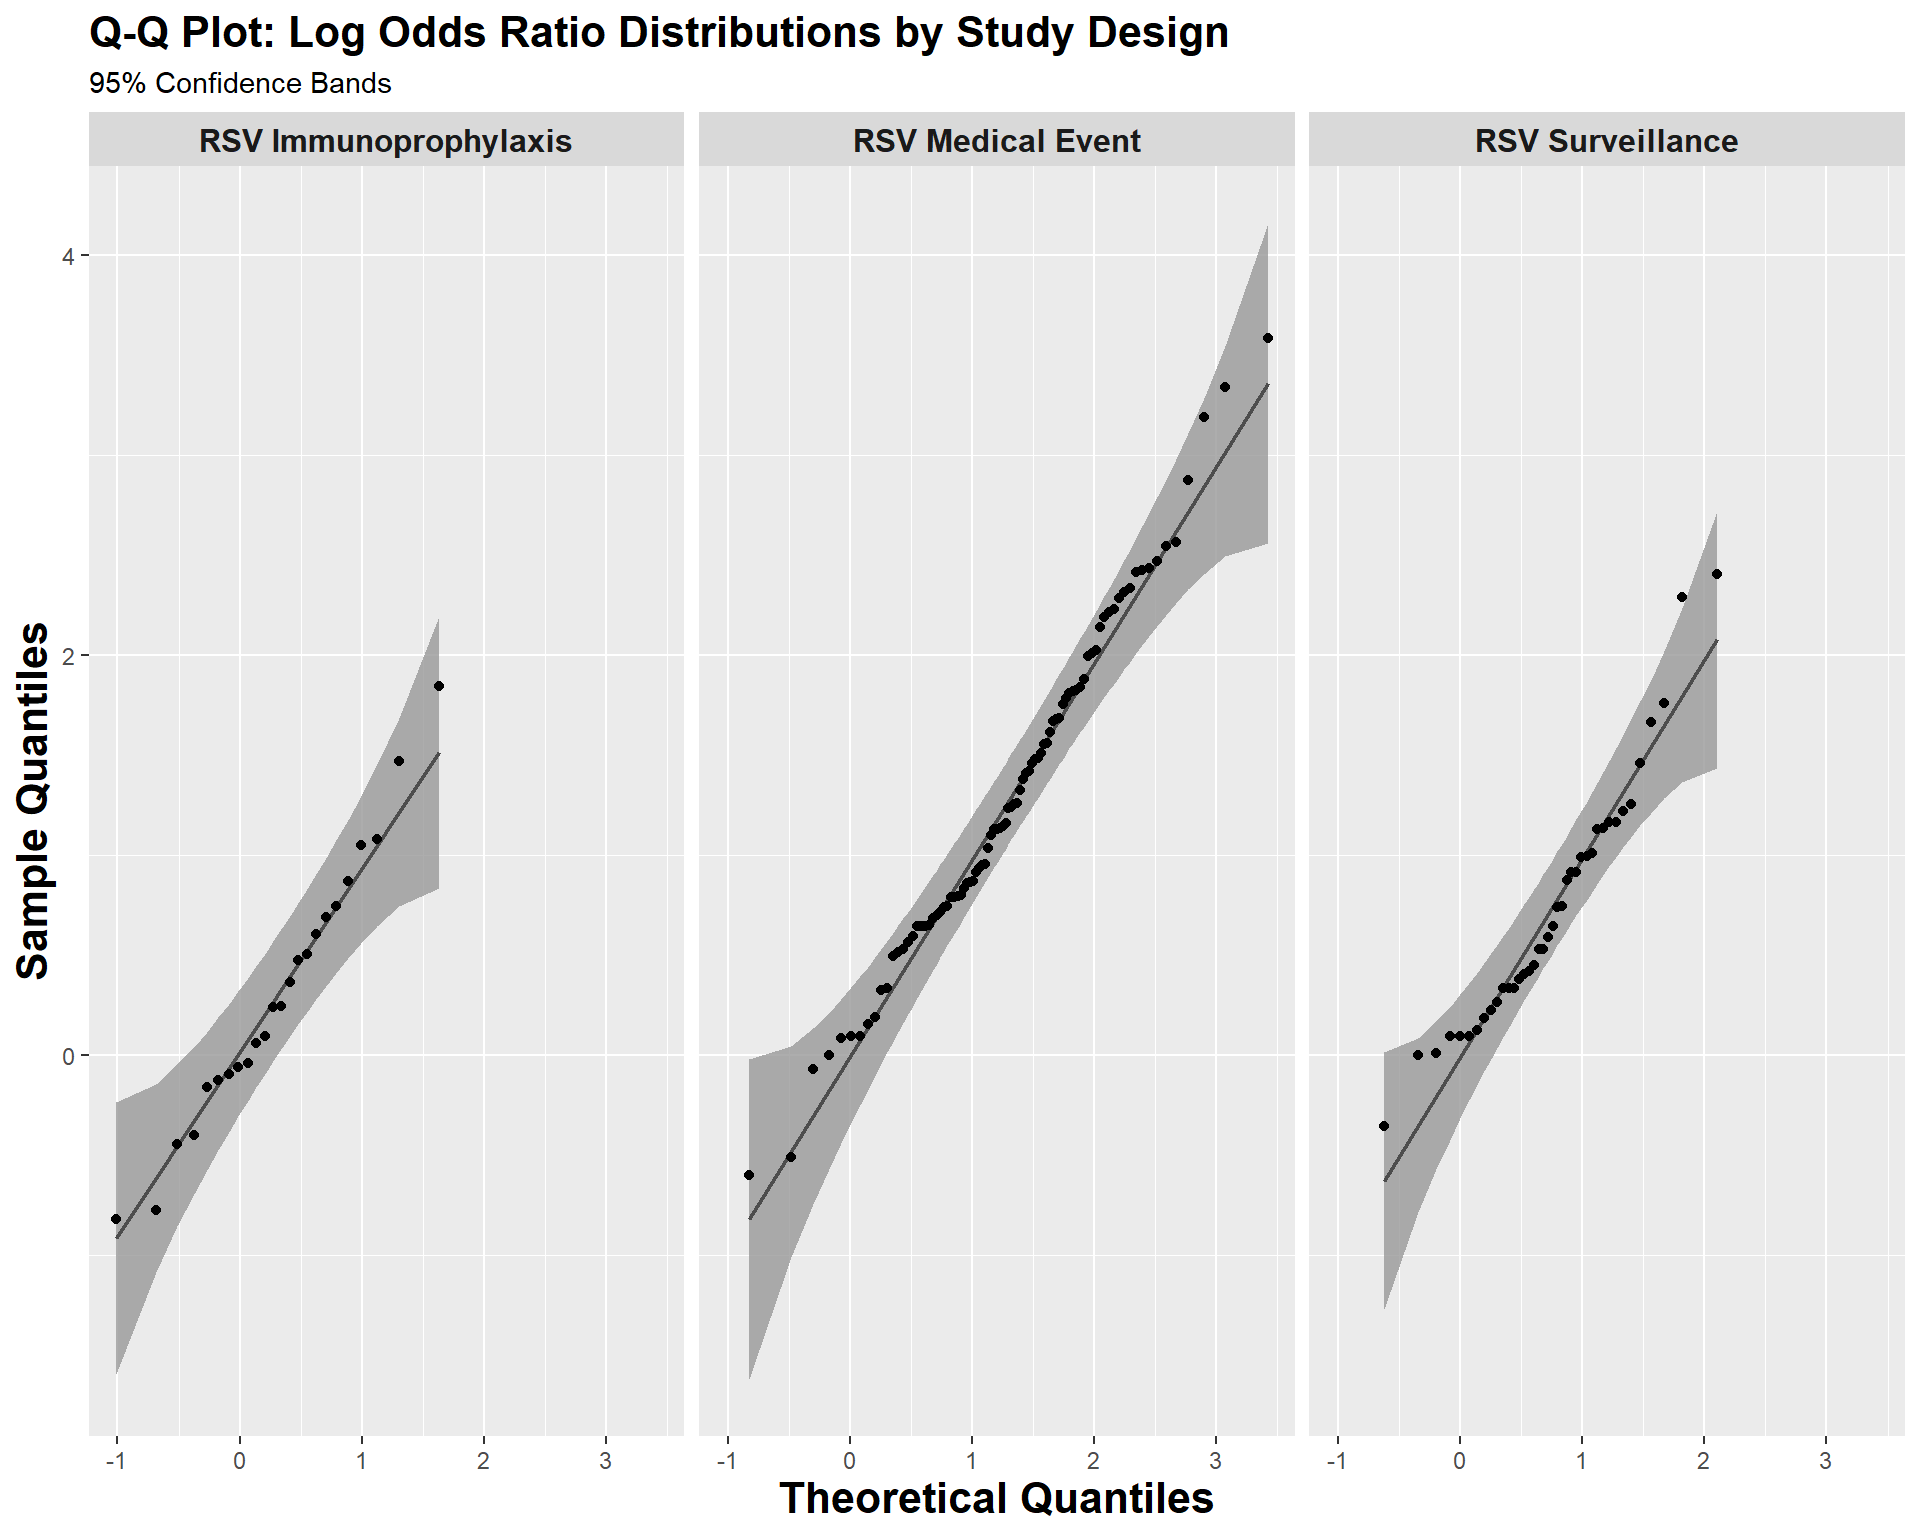 Q-Q Plot: Log Odds Ratio Distributions by Study Design
95% Confidence Bands
RSV Immunoprophylaxis
RSV Medical Event
RSV Surveillance
Sample Quantiles
4
2
0
-1 0 1 2 3
-1 0 1 2 3
-1 0 1 2 3
Theoretical Quantiles